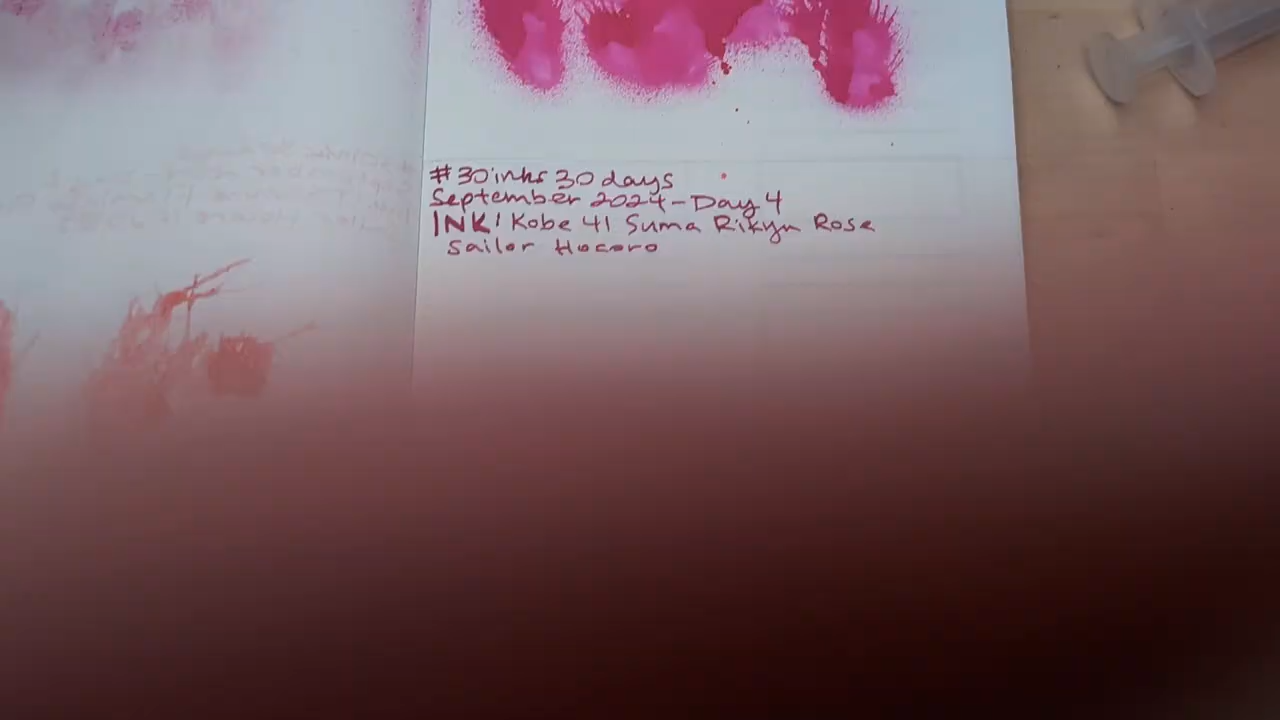 #30inks 30 days
September 2024-Day 4
INK! Kobe 41 Suma Rikyu Rose
Sailor Hocoro